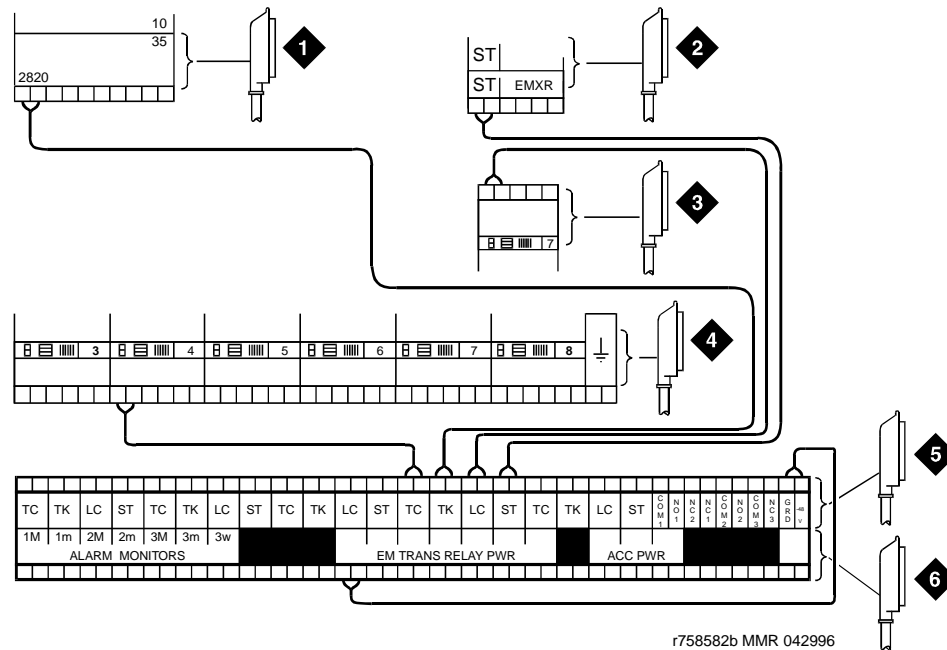 10
35
2820
1
ST
ST EMXR
2
7
3
3 4 5 6 7 8
4
TC TK LC ST TC TK LC ST TC TK LC ST TC TK LC ST TC TK LC ST COM1 NO1 NC2 NC1 COM2 NO2 COM3 NC3 GRD -48V
1M 1m 2M 2m 3M 3m 3w
ALARM MONITORS EM TRANS RELAY PWR ACC PWR
5
6
r758582b MMR 042996